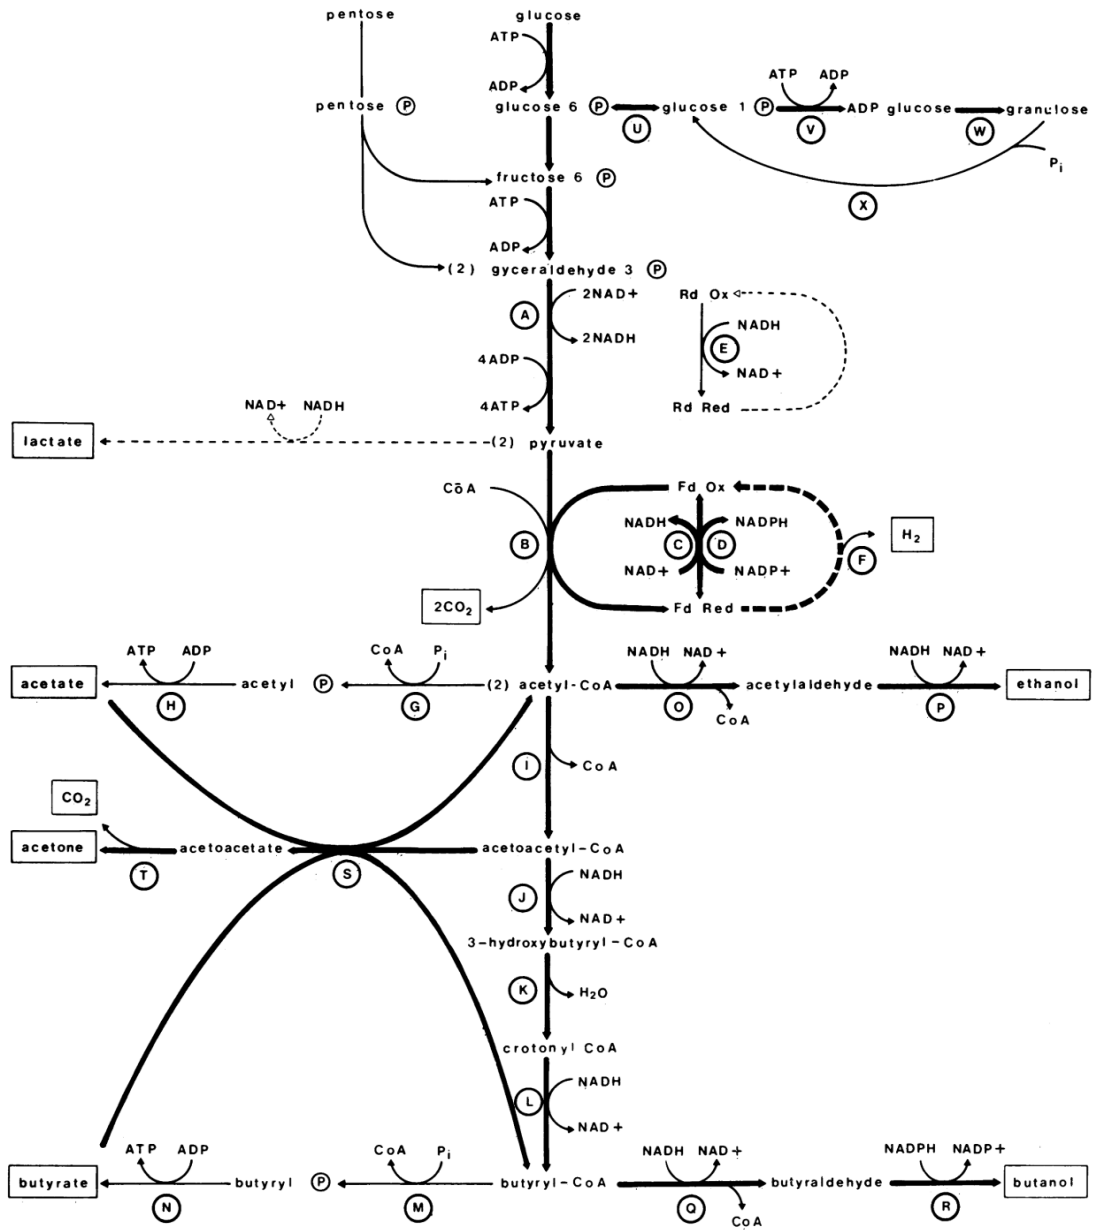 pentose glucose
ATP
ADP
ATP ADP
pentose P glucose 6 P glucose 1 P ADP glucose granulose
U V W
Pi
fructose 6 P
X
ATP
ADP
(2) gyceraldehyde 3 P
2NAD+ Rd Ox
A
NADH
2NADH E
4ADP NAD+
4ATP Rd Red
NAD+ NADH
lactate (2) pyruvate
CoA Fd Ox
NADH NADPH
B C D F H2
NAD+ NADP+
2CO2 Fd Red
ATP ADP CoA Pi NADH NAD+ NADH NAD+
acetate acetyl P (2) acetyl-CoA acetylaldehyde ethanol
H G O P
CoA
I CoA
CO2
acetone acetoacetate acetoacetyl-CoA
T S
NADH
J
NAD+
3-hydroxybutyryl-CoA
K H2O
crotonyl CoA
NADH
L
NAD+
ATP ADP CoA Pi NADH NAD+ NADPH NADP+
butyrate butyryl P butyryl-CoA butyraldehyde butanol
N M Q R
CoA